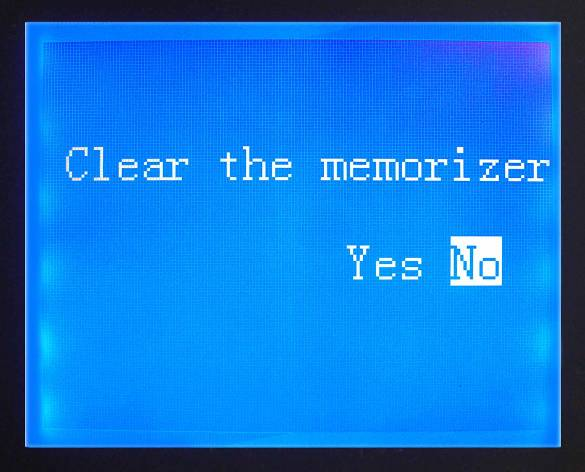 Clear the memorizer
Yes No